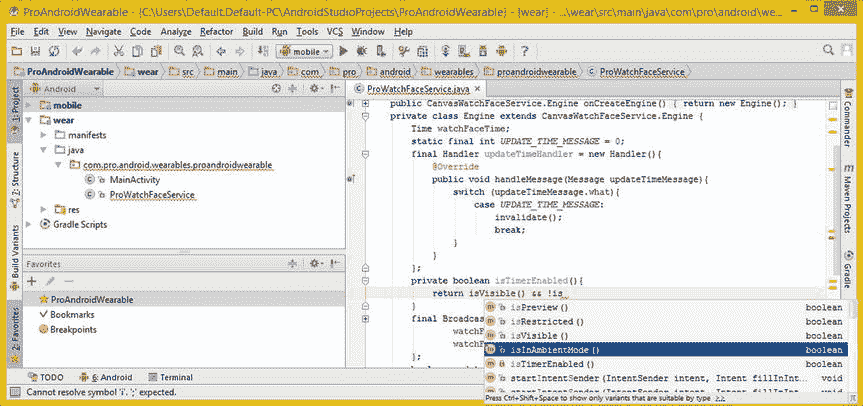 ProAndroidWearable - [C:\Users\Default.Default-PC\AndroidStudioProjects\ProAndroidWearable] - [wear] - ...\wear\src\main\java\com\pro\android\we...
File Edit View Navigate Code Analyze Refactor Build Run Tools VCS Window Help
mobile
ProAndroidWearable wear src main java com pro android wearables proandroidwearable ProWatchFaceService
Android
ProWatchFaceService.java
1: Project
mobile
wear
manifests
java
com.pro.android.wearables.proandroidwearable
MainActivity
ProWatchFaceService
res
Gradle Scripts
7: Structure
Build Variants
2: Favorites
Favorites
ProAndroidWearable
Bookmarks
Breakpoints
public CanvasWatchFaceService.Engine onCreateEngine() { return new Engine(); }
private class Engine extends CanvasWatchFaceService.Engine {
Time watchFaceTime;
static final int UPDATE_TIME_MESSAGE = 0;
final Handler updateTimeHandler = new Handler(){
@Override
public void handleMessage(Message updateTimeMessage){
switch (updateTimeMessage.what){
case UPDATE_TIME_MESSAGE:
invalidate();
break;
}
}
};
private boolean isTimerEnabled(){
return isVisible() && !is
}
final Broadcas
watchF
watchF
};
isPreview() boolean
isRestricted() boolean
isVisible() boolean
isInAmbientMode() boolean
isTimerEnabled() boolean
startIntentSender(IntentSender intent, Intent fillInInt... void
Press Ctrl+Shift+Space to show only variants that are suitable by type >>
Commander
Maven Projects
Gradle
TODO 6: Android Terminal
Cannot resolve symbol 'i', ';' expected.